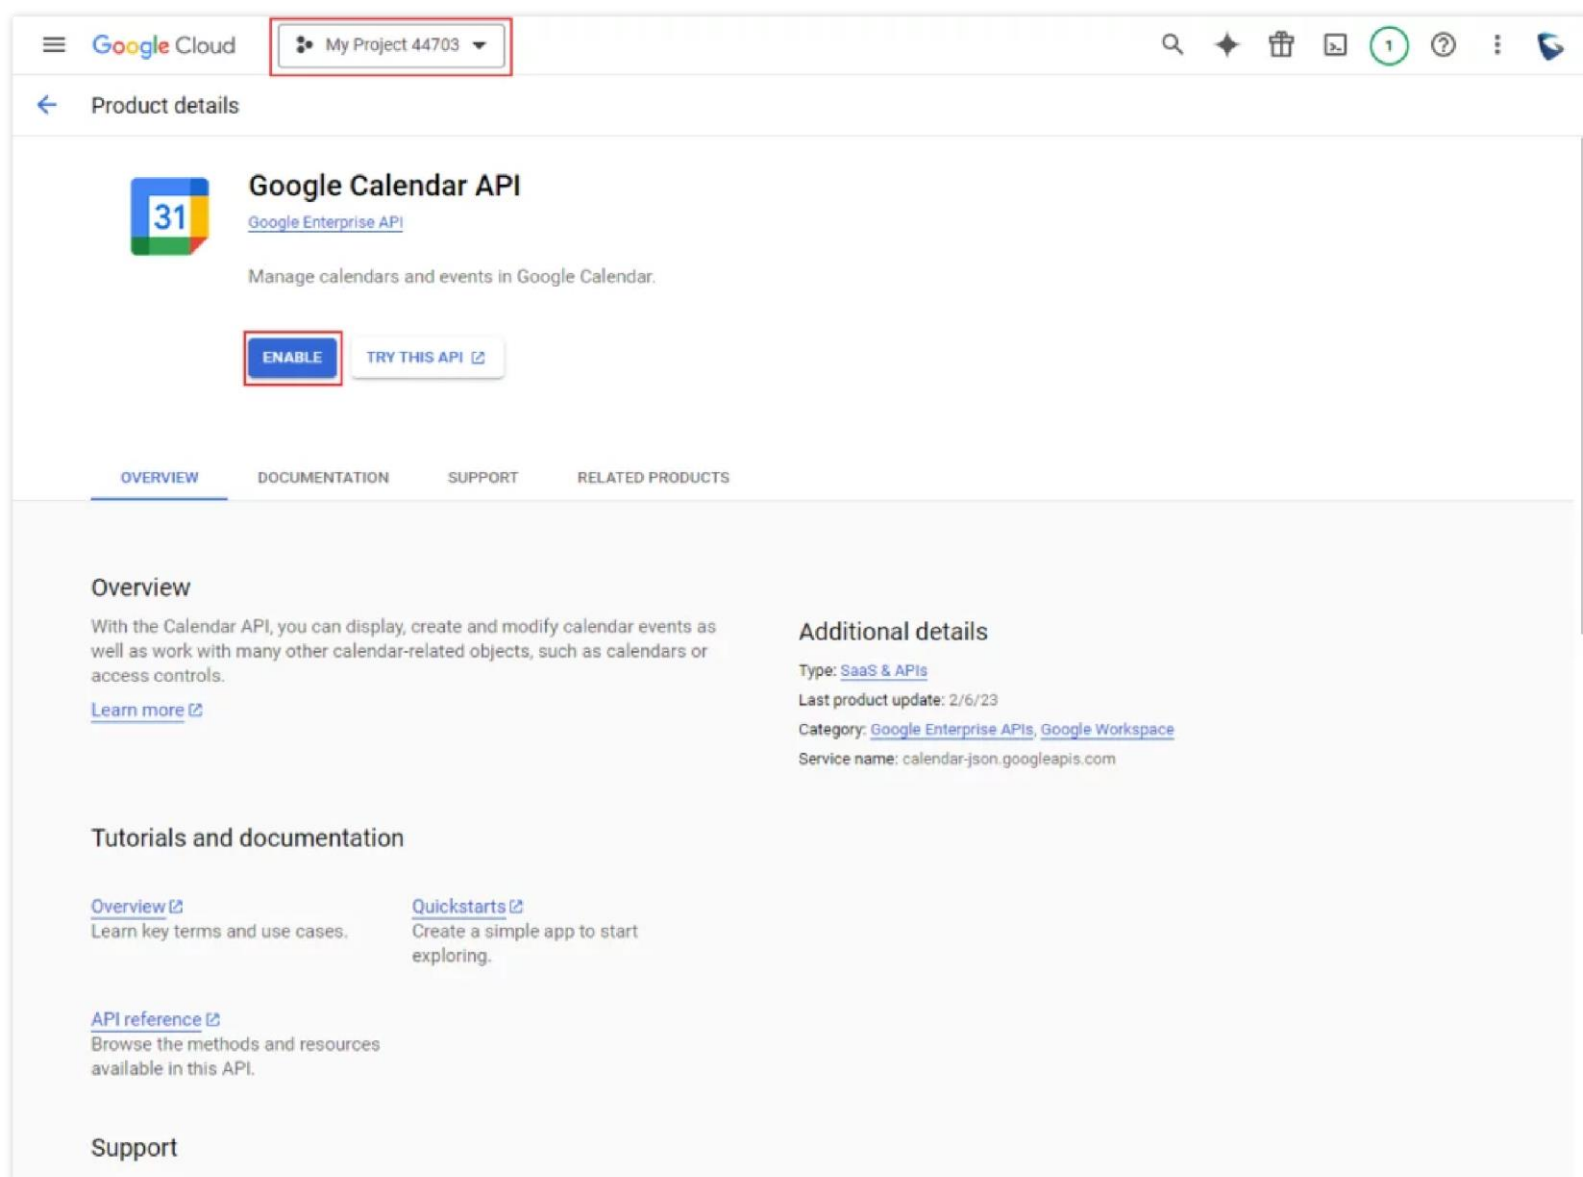 Google Cloud
My Project 44703
1
Product details
31
Google Calendar API
Google Enterprise API
Manage calendars and events in Google Calendar.
ENABLE
TRY THIS API
OVERVIEW
DOCUMENTATION
SUPPORT
RELATED PRODUCTS
Overview
With the Calendar API, you can display, create and modify calendar events as
well as work with many other calendar-related objects, such as calendars or
access controls.
Learn more
Additional details
Type: SaaS & APIs
Last product update: 2/6/23
Category: Google Enterprise APIs, Google Workspace
Service name: calendar-json.googleapis.com
Tutorials and documentation
Overview
Learn key terms and use cases.
Quickstarts
Create a simple app to start
exploring.
API reference
Browse the methods and resources
available in this API.
Support